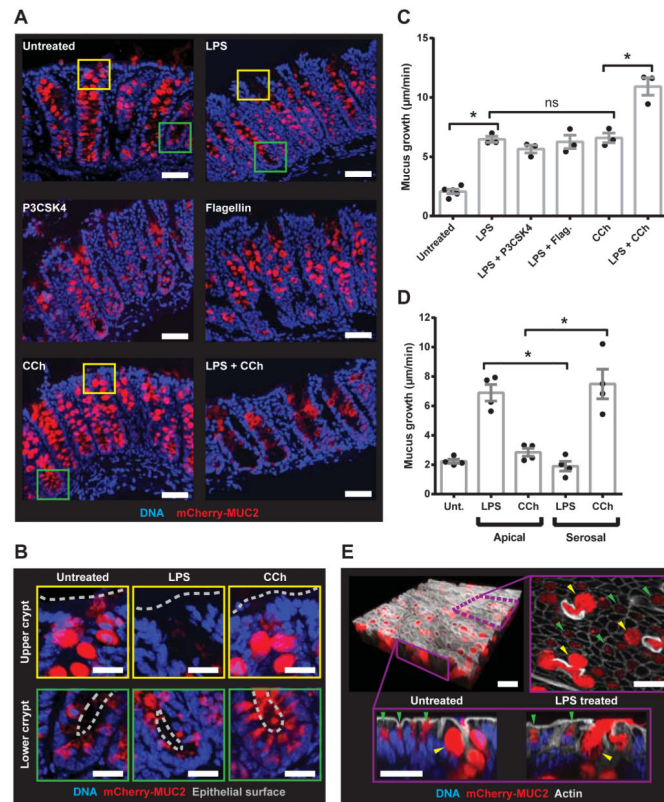 A
Untreated
LPS
P3CSK4
Flagellin
CCh
LPS + CCh
DNA mCherry-MUC2
B
Untreated LPS CCh
Upper crypt
Lower crrypt
DNA mCherry-MUC2 Epithelial surface
C
Mucus growth (µm/min)
15
10
5
0
*
ns
*
Untreated
LPS
LPS + P3CSK4
LPS + Flag.
CCh
LPS + CCh
D
Mucus growth (µm/min)
12
10
8
6
4
2
0
*
*
Unt. LPS CCh LPS CCh
Apical Serosal
E
Untreated LPS treated
DNA mCherry-MUC2 Actin